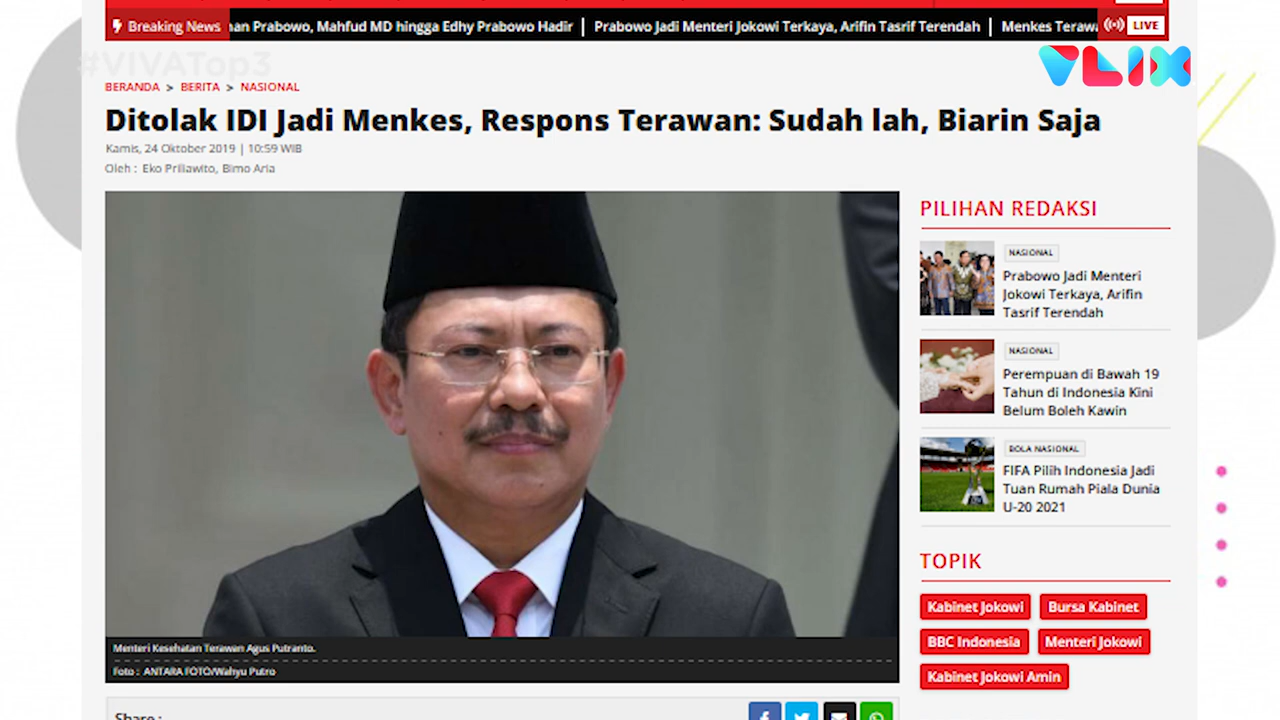 Breaking News
nan Prabowo, Mahfud MD hingga Edhy Prabowo Hadir | Prabowo Jadi Menteri Jokowi Terkaya, Arifin Tasrif Terendah | Menkes Terawa
LIVE
#VIVATop3
VLIX
BERANDA > BERITA > NASIONAL
Ditolak IDI Jadi Menkes, Respons Terawan: Sudah lah, Biarin Saja
Kamis, 24 Oktober 2019 | 10:59 WIB
Oleh : Eko Priliawito, Bimo Aria
Menteri Kesehatan Terawan Agus Putranto.
Foto : ANTARA FOTO/Wahyu Putro
Share :
PILIHAN REDAKSI
NASIONAL
Prabowo Jadi Menteri
Jokowi Terkaya, Arifin
Tasrif Terendah
NASIONAL
Perempuan di Bawah 19
Tahun di Indonesia Kini
Belum Boleh Kawin
BOLA NASIONAL
FIFA Pilih Indonesia Jadi
Tuan Rumah Piala Dunia
U-20 2021
TOPIK
Kabinet Jokowi
Bursa Kabinet
BBC Indonesia
Menteri Jokowi
Kabinet Jokowi Amin